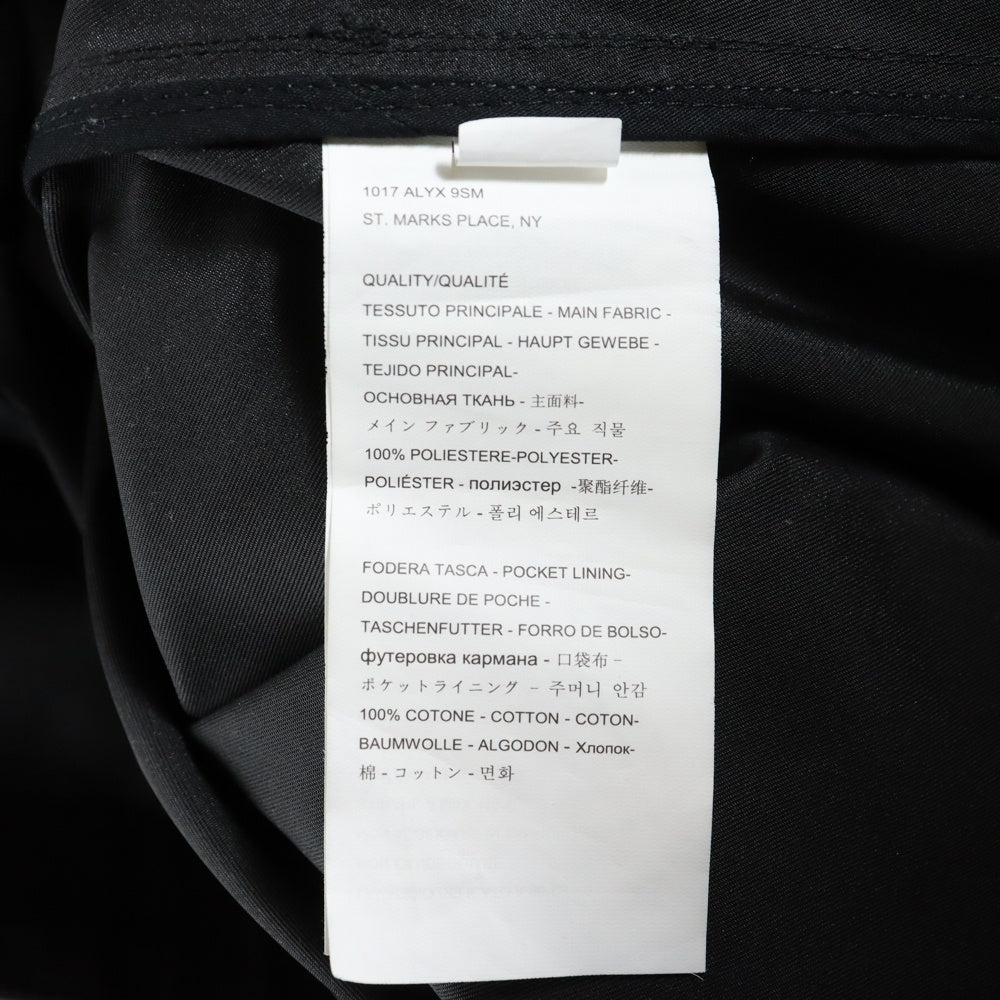 1017 ALYX 9SM
ST. MARKS PLACE, NY
QUALITY/QUALITÉ
TESSUTO PRINCIPALE - MAIN FABRIC -
TISSU PRINCIPAL - HAUPT GEWEBE -
TEJIDO PRINCIPAL-
ОСНОВНАЯ ТКАНЬ - 主面料-
メイン ファブリック - 주요 직물
100% POLIESTERE-POLYESTER-
POLIÉSTER - полиэстер -聚酯纤维-
ポリエステル - 폴리 에스테르
FODERA TASCA - POCKET LINING-
DOUBLURE DE POCHE -
TASCHENFUTTER - FORRO DE BOLSO-
футеровка кармана - 口袋布 –
ポケットライニング – 주머니 안감
100% COTONE - COTTON - COTON-
BAUMWOLLE - ALGODON - Хлопок-
棉 - コットン - 면화